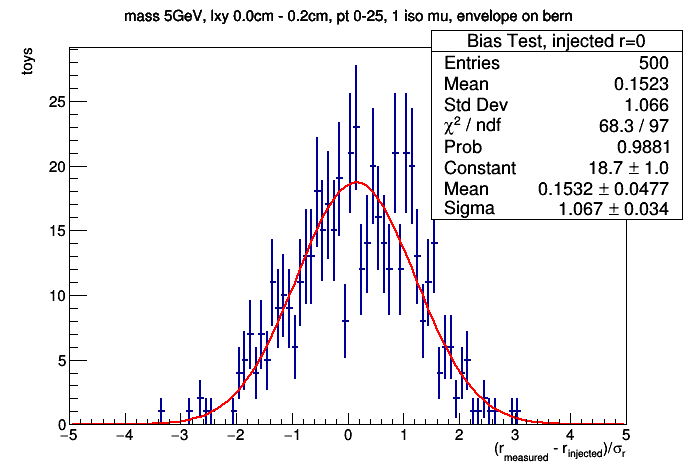 mass 5GeV, lxy 0.0cm - 0.2cm, pt 0-25, 1 iso mu, envelope on bern
Bias Test, injected r=0
Entries 500
Mean 0.1523
Std Dev 1.066
χ² / ndf 68.3 / 97
Prob 0.9881
Constant 18.7 ± 1.0
Mean 0.1532 ± 0.0477
Sigma 1.067 ± 0.034
toys
25
20
15
10
5
0
−5 −4 −3 −2 −1 0 1 2 3 4 5
(r_measured - r_injected)/σ_r